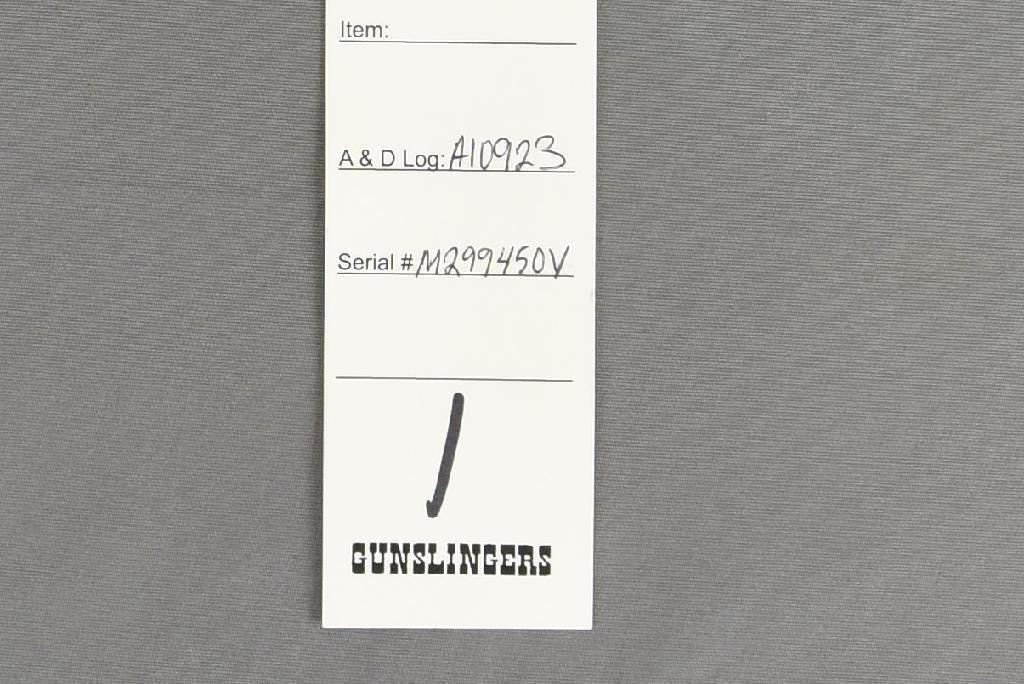 Item:
A & D Log: A10923
Serial # M299450V
1
GUNSLINGERS